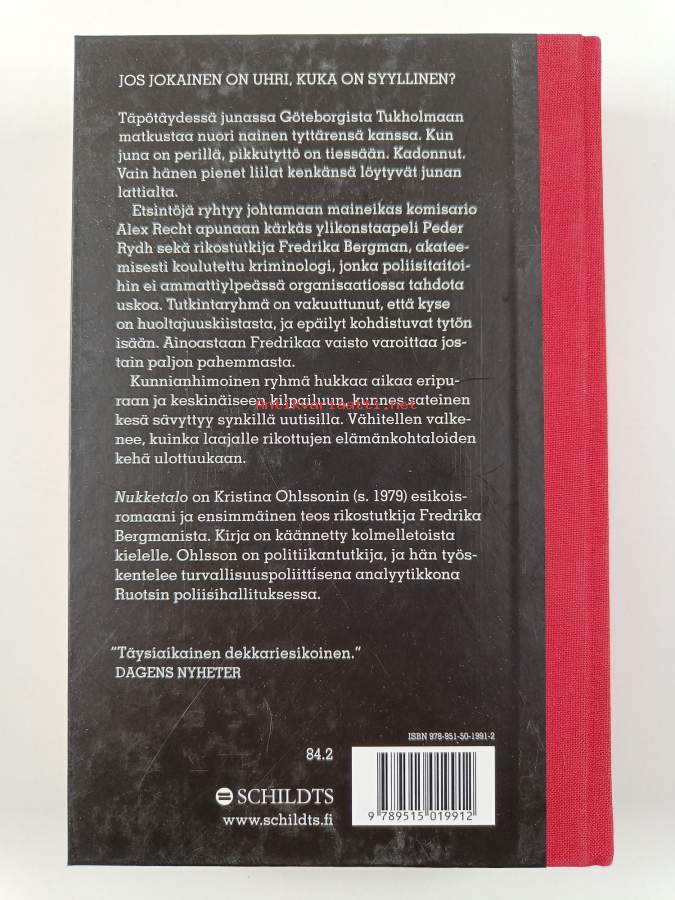 JOS JOKAINEN ON UHRI, KUKA ON SYYLLINEN?
Täpötäydessä junassa Göteborgista Tukholmaan
matkustaa nuori nainen tyttärensä kanssa. Kun
juna on perillä, pikkutyttö on tiessään. Kadonnut.
Vain hänen pienet liilat kenkänsä löytyvät junan
lattialta.
Etsintöjä ryhtyy johtamaan maineikas komisario
Alex Recht apunaan kärkäs ylikonstaapeli Peder
Rydh sekä rikostutkija Fredrika Bergman, akatee-
misesti koulutettu kriminologi, jonka poliisitaitoi-
hin ei ammattiylpeässä organisaatiossa tahdota
uskoa. Tutkintaryhmä on vakuuttunut, että kyse
on huoltajuuskiistasta, ja epäilyt kohdistuvat tytön
isään. Ainoastaan Fredrikaa vaisto varoittaa jos-
tain paljon pahemmasta.
Kunnianhimoinen ryhmä hukkaa aikaa eripu-
raan ja keskinäiseen kilpailuun, kunnes sateinen
Antikvariaatti.net
kesä sävyttyy synkillä uutisilla. Vähitellen valke-
nee, kuinka laajalle rikottujen elämänkohtaloiden
kehä ulottuukaan.
Nukketalo on Kristina Ohlssonin (s. 1979) esikois-
romaani ja ensimmäinen teos rikostutkija Fredrika
Bergmanista. Kirja on käännetty kolmelletoista
kielelle. Ohlsson on politiikantutkija, ja hän työs-
kentelee turvallisuuspoliittisena analyytikkona
Ruotsin poliisihallituksessa.
"Täysiaikainen dekkariesikoinen."
DAGENS NYHETER
ISBN 978-951-50-1991-2
84.2
SCHILDTS
www.schildts.fi
9 789515 019912